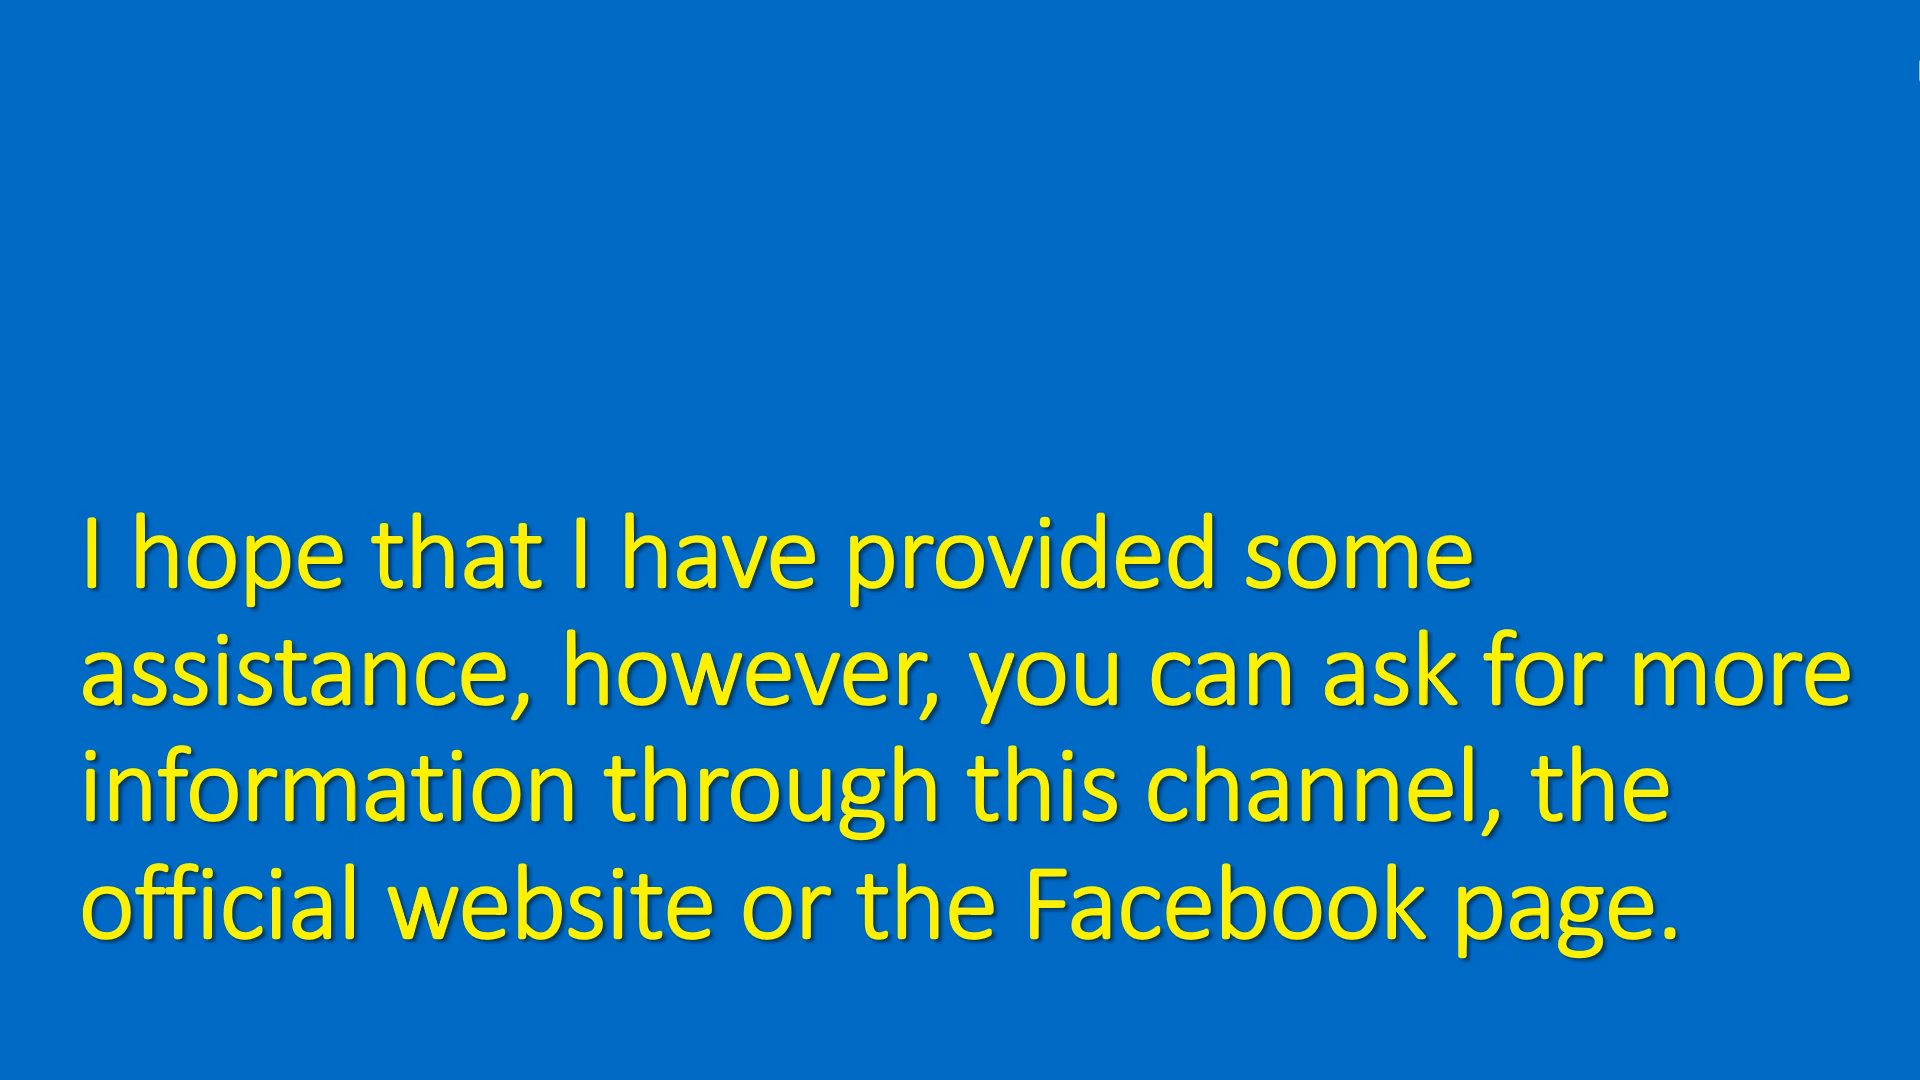 I hope that I have provided some
assistance, however, you can ask for more
information through this channel, the
official website or the Facebook page.